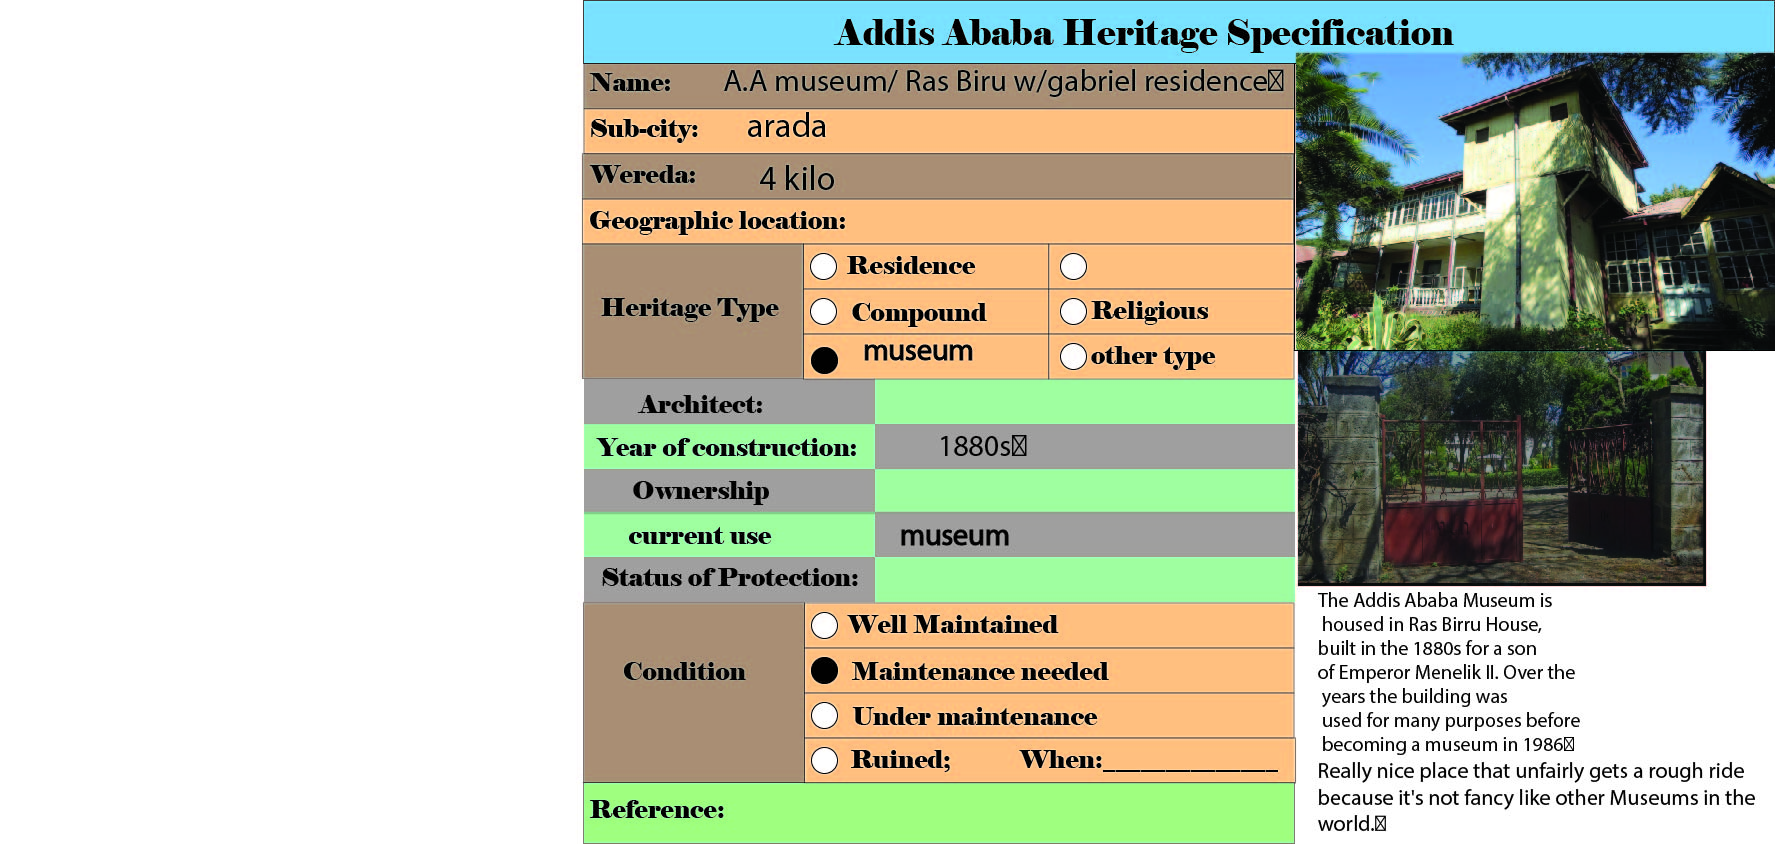 Addis Ababa Heritage Specification
Name: A.A museum/ Ras Biru w/gabriel residence
Sub-city: arada
Wereda: 4 kilo
Geographic location:
Heritage Type
Residence
Compound
Religious
museum
other type
Architect:
Year of construction: 1880s
Ownership
current use museum
Status of Protection:
Condition
Well Maintained
Maintenance needed
Under maintenance
Ruined; When:______________
Reference:
The Addis Ababa Museum is
housed in Ras Birru House,
built in the 1880s for a son
of Emperor Menelik II. Over the
years the building was
used for many purposes before
becoming a museum in 1986
Really nice place that unfairly gets a rough ride
because it's not fancy like other Museums in the
world.